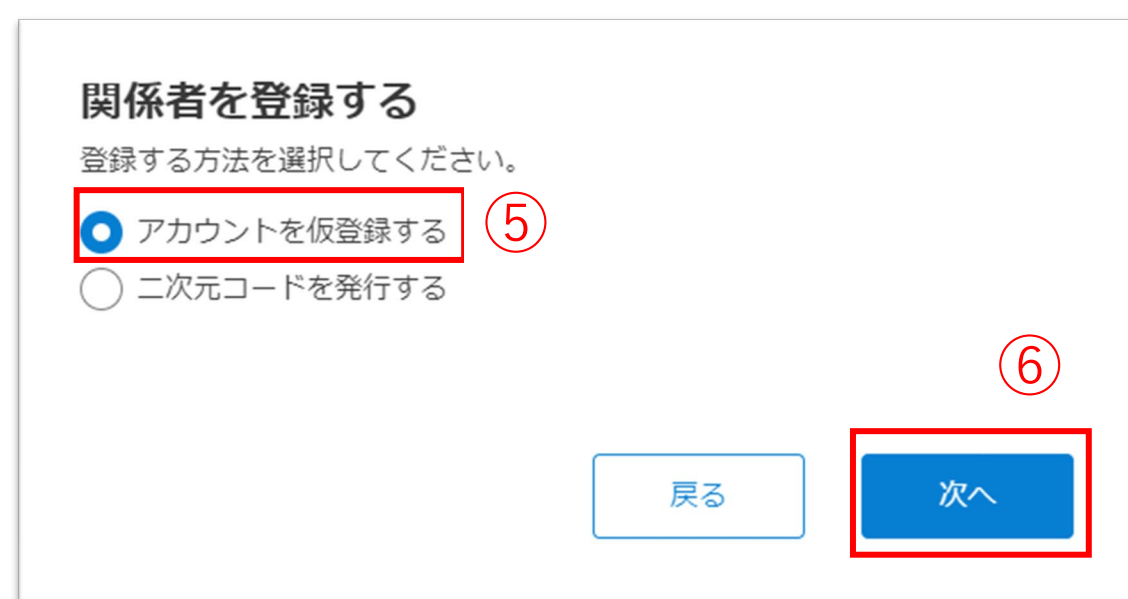 関係者を登録する
登録する方法を選択してください。
アカウントを仮登録する ⑤
二次元コードを発行する
⑥
戻る 次へ